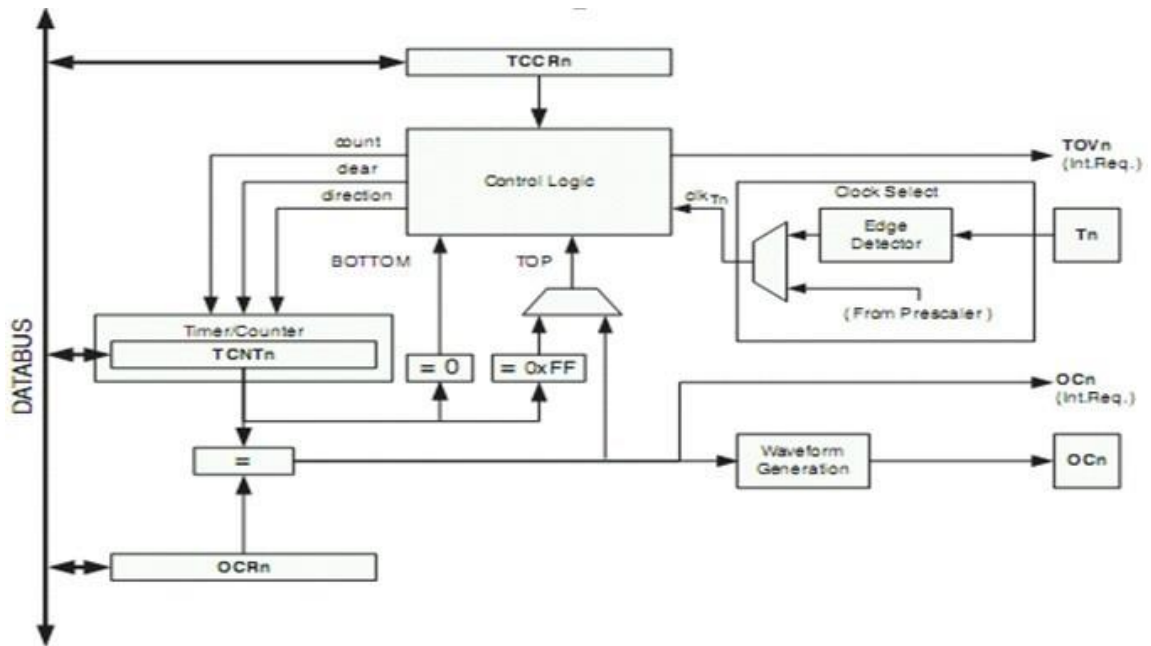 TCCRn
count
clear
direction
Control Logic
TOVn
(Int.Req.)
clkTn
Clock Select
Edge
Detector
Tn
(From Prescaler)
BOTTOM
TOP
DATABUS
Timer/Counter
TCNTn
= 0
= 0xFF
OCn
(Int.Req.)
=
Waveform
Generation
OCn
OCRn